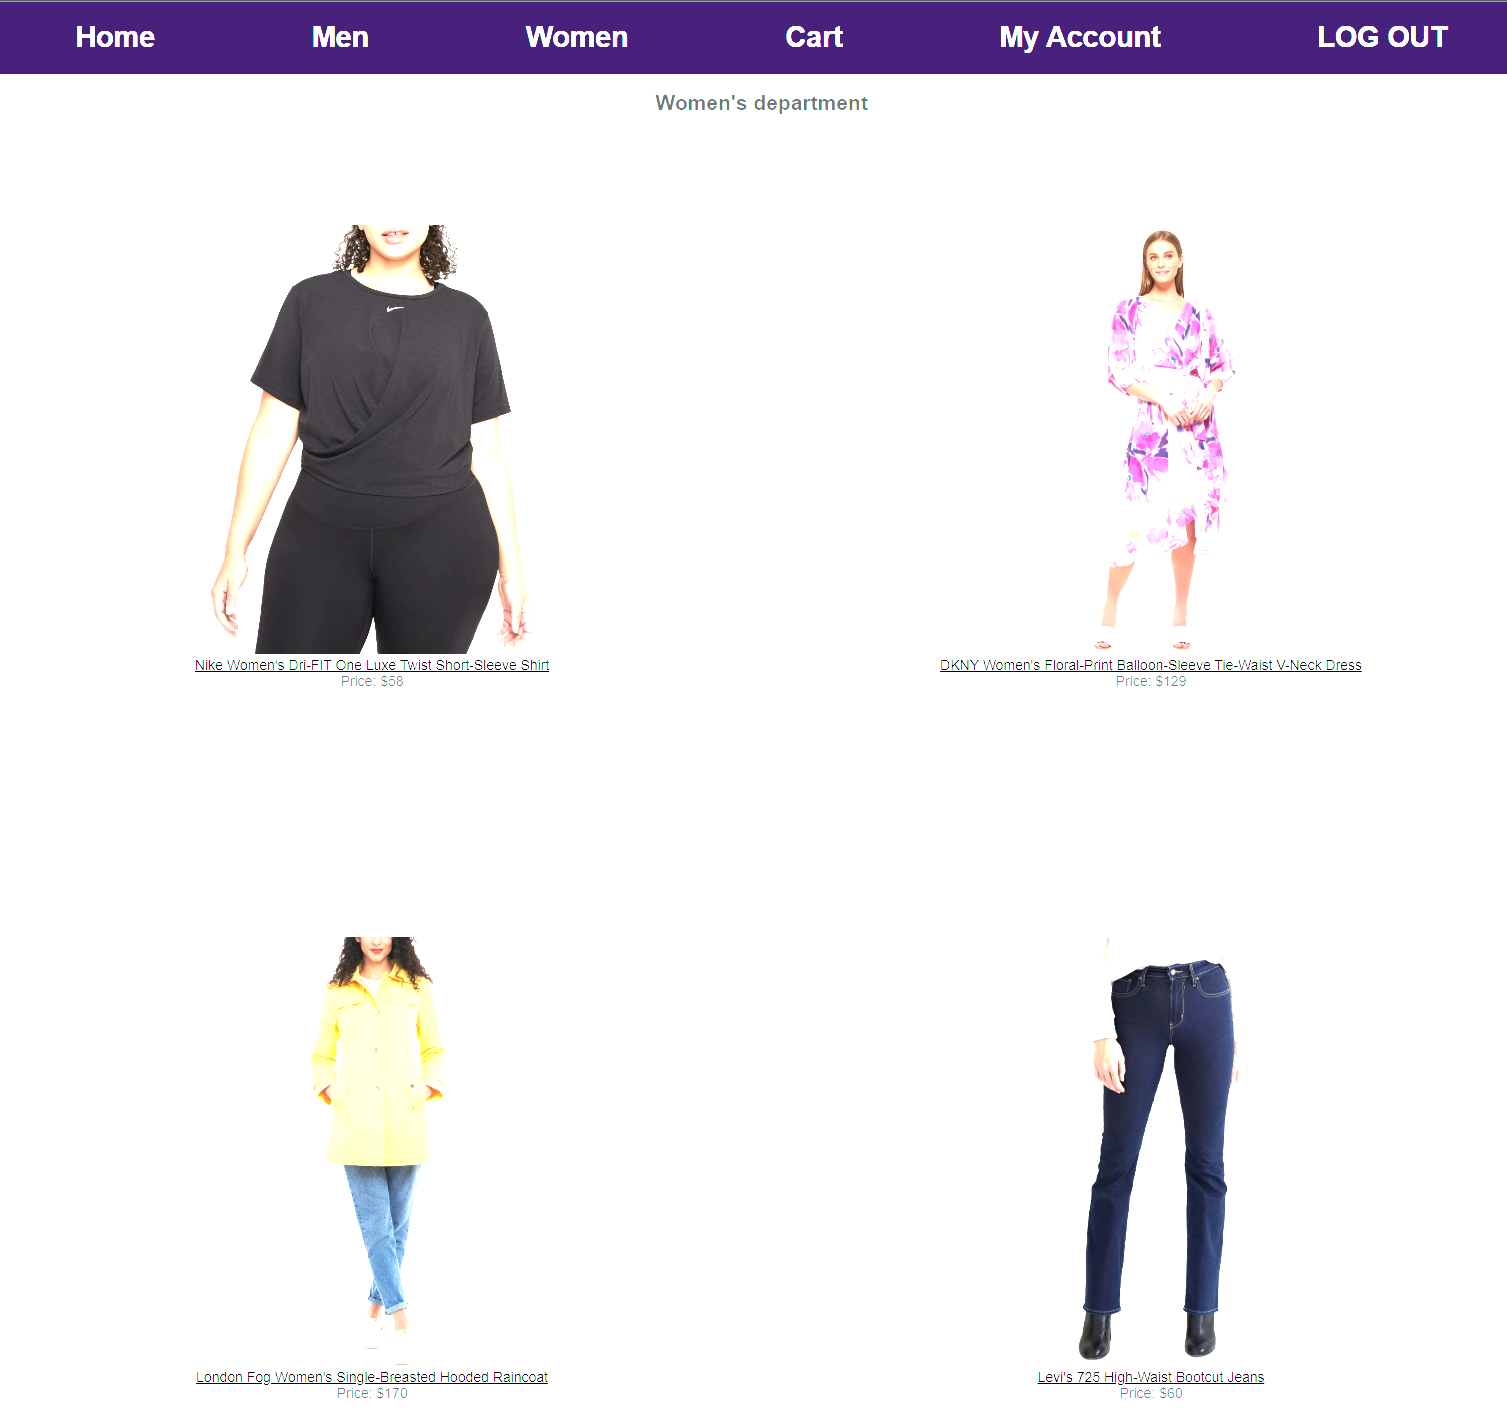 Home Men Women Cart My Account LOG OUT
Women's department
Nike Women's Dri-FIT One Luxe Twist Short-Sleeve Shirt
Price: $58
DKNY Women's Floral-Print Balloon-Sleeve Tie-Waist V-Neck Dress
Price: $129
London Fog Women's Single-Breasted Hooded Raincoat
Price: $170
Levi's 725 High-Waist Bootcut Jeans
Price: $60